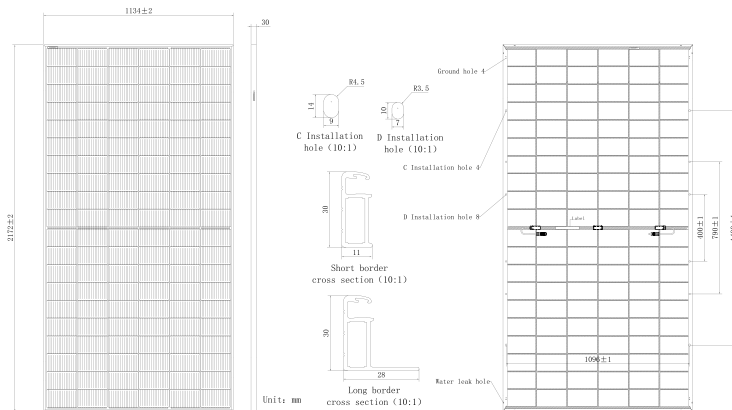 1134±2
30
2172±2
R4.5
14
9
C Installation
hole (10:1)
R3.5
10
7
D Installation
hole (10:1)
30
11
Short border
cross section (10:1)
30
28
Long border
cross section (10:1)
Unit: mm
Ground hole 4
C Installation hole 4
D Installation hole 8
Label
400±1
790±1
1096±1
Water leak hole